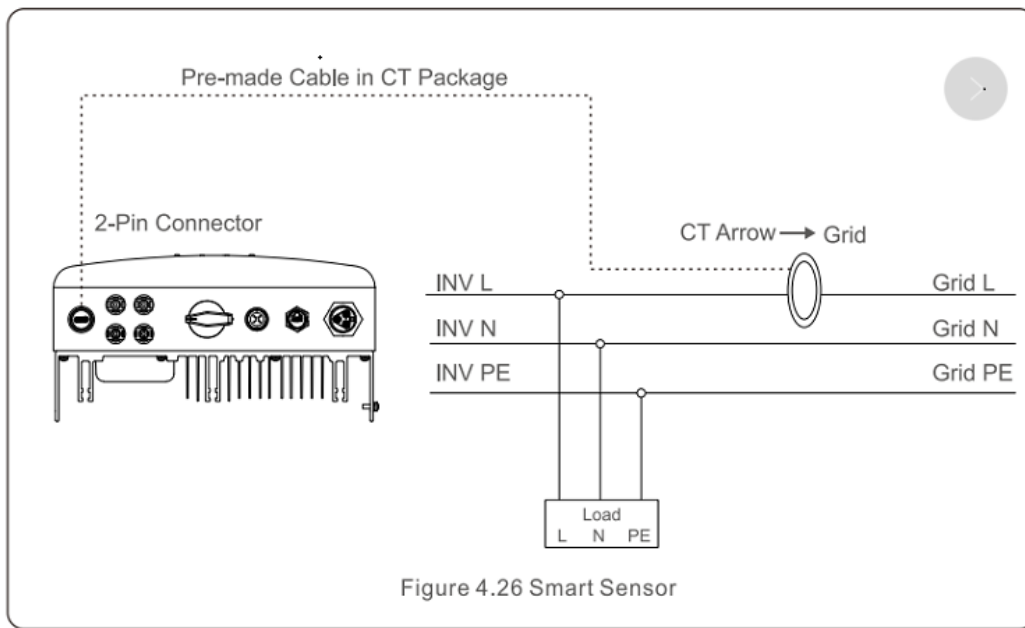 Pre-made Cable in CT Package
2-Pin Connector
CT Arrow → Grid
INV L
Grid L
INV N
Grid N
INV PE
Grid PE
Load
L N PE
Figure 4.26 Smart Sensor